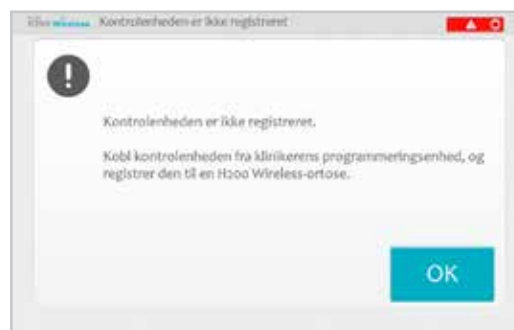 Wireless Kontrolenheden er ikke registreret
Kontrolenheden er ikke registreret.
Kobl kontrolenheden fra klinikerens programmeringsenhed, og
registrer den til en H200 Wireless-ortose.
OK